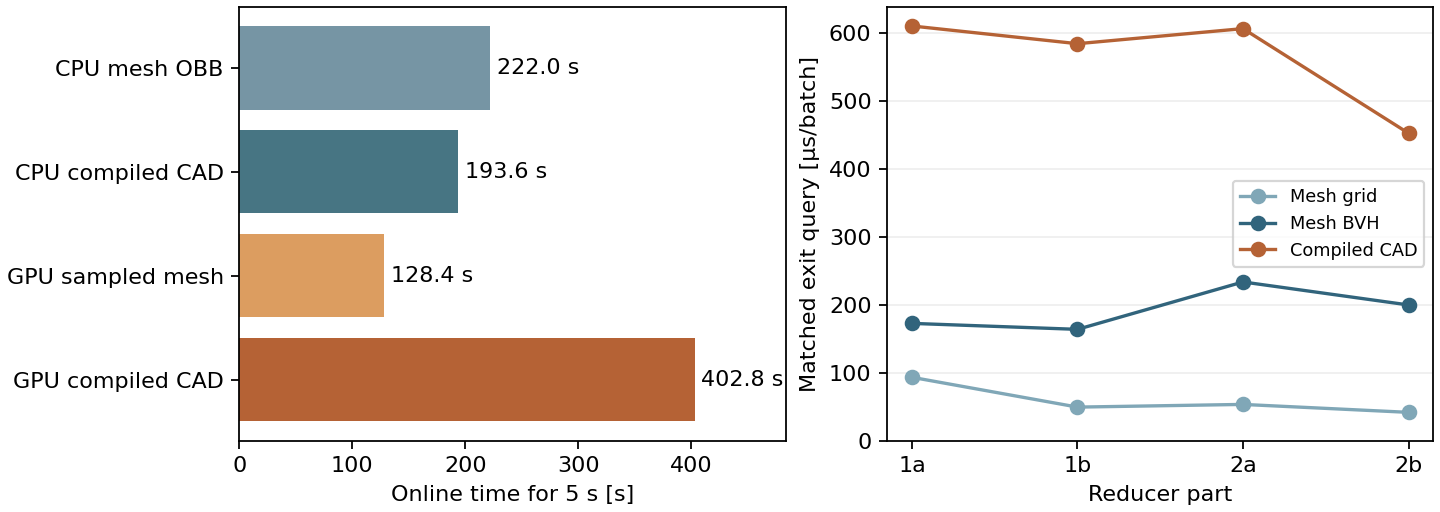 CPU mesh OBB
222.0 s
CPU compiled CAD
193.6 s
GPU sampled mesh
128.4 s
GPU compiled CAD
402.8 s
0 100 200 300 400
Online time for 5 s [s]
Matched exit query [µs/batch]
600
500
400
300
200
100
0
Mesh grid
Mesh BVH
Compiled CAD
1a 1b 2a 2b
Reducer part